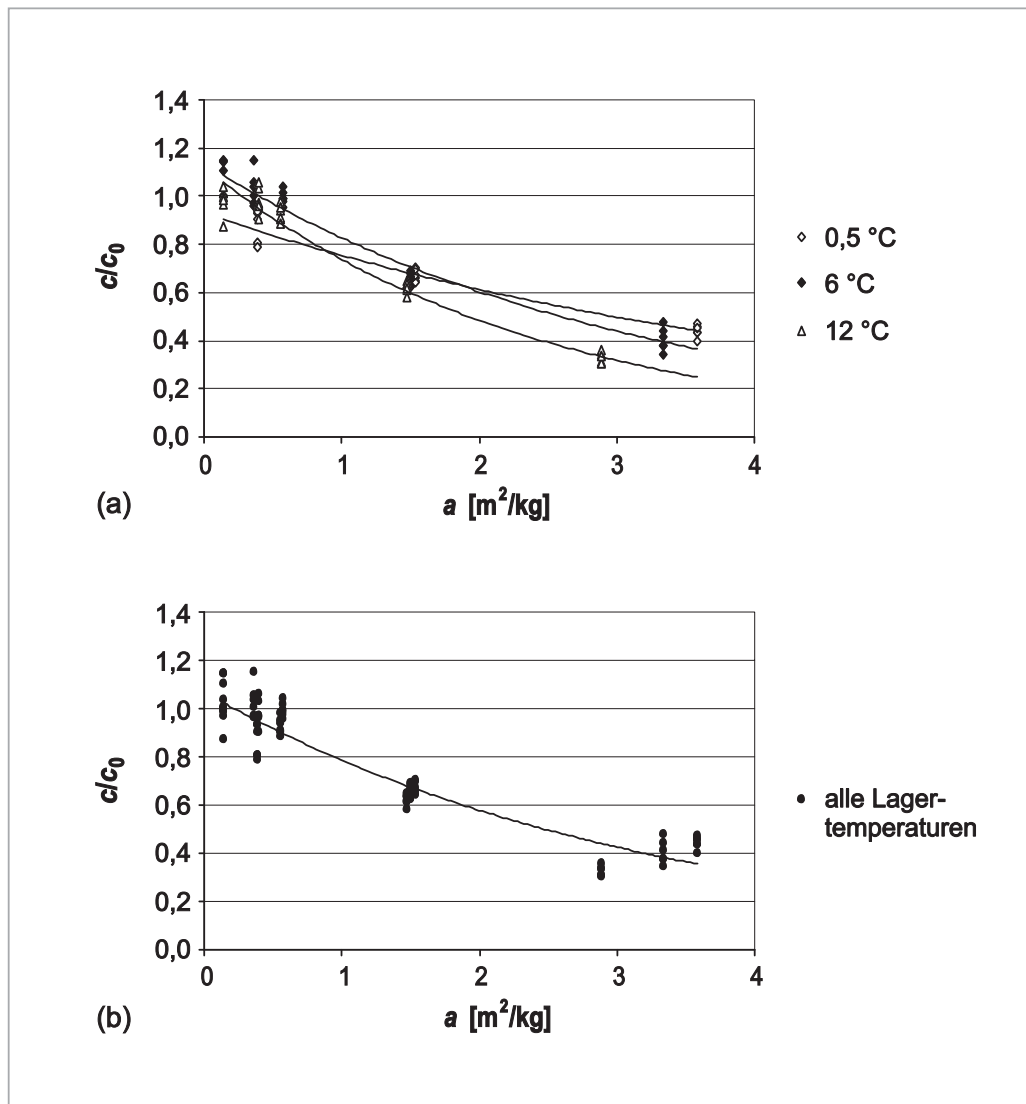 1,4
1,2
1,0
0,8
0,6
0,4
0,2
0,0
c/c0
0 1 2 3 4
a [m²/kg]
(a)
0,5 °C
6 °C
12 °C
1,4
1,2
1,0
0,8
0,6
0,4
0,2
0,0
c/c0
0 1 2 3 4
a [m²/kg]
(b)
alle Lager-
temperaturen